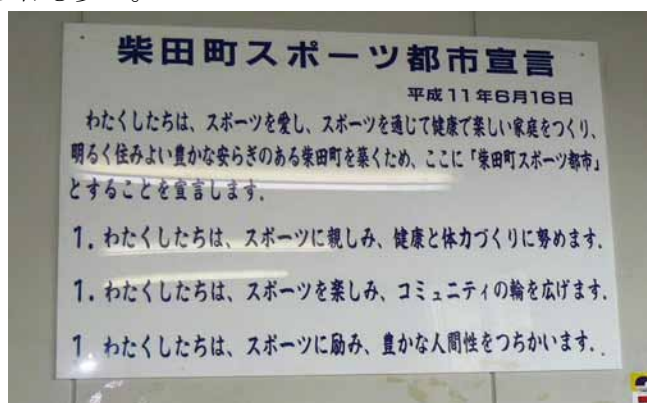 柴田町スポーツ都市宣言
平成11年6月16日
わたくしたちは、スポーツを愛し、スポーツを通じて健康で楽しい家庭をつくり、
明るく住みよい豊かな安らぎのある柴田町を築くため、ここに「柴田町スポーツ都市」
とすることを宣言します.
1. わたくしたちは、スポーツに親しみ、健康と体力づくりに努めます.
1. わたくしたちは、スポーツを楽しみ、コミュニティの輪を広げます.
1. わたくしたちは、スポーツに励み、豊かな人間性をつちかいます.